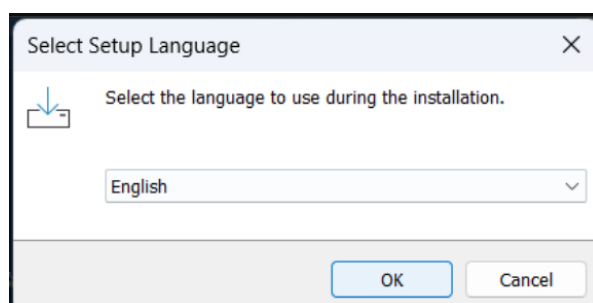 Select Setup Language
Select the language to use during the installation.
English
OK
Cancel